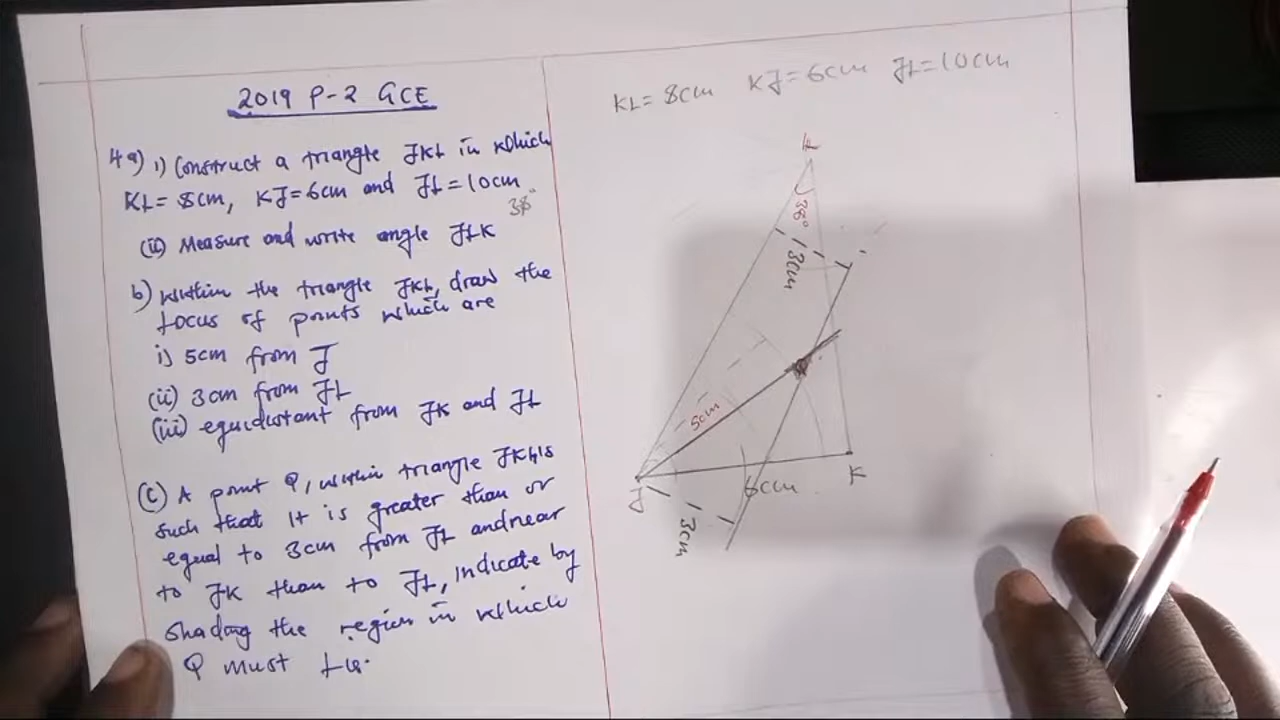 2019 P-2 GCE
4a) i) Construct a triangle JKL in which
KL = 8cm, KJ = 6cm and JL = 10cm
38°
(ii) Measure and write angle JLK
b) Within the triangle JKL, draw the
locus of points which are
i) 5cm from J
(ii) 3cm from JL
(iii) equidistant from JK and JL
(c) A point Q, within triangle JKL is
such that it is greater than or
equal to 3cm from JL and near
to JK than to JL, indicate by
shading the region in which
Q must lie.
KL = 8cm KJ = 6cm JL = 10cm
L
38°
3cm
5cm
J
K
6cm
3cm